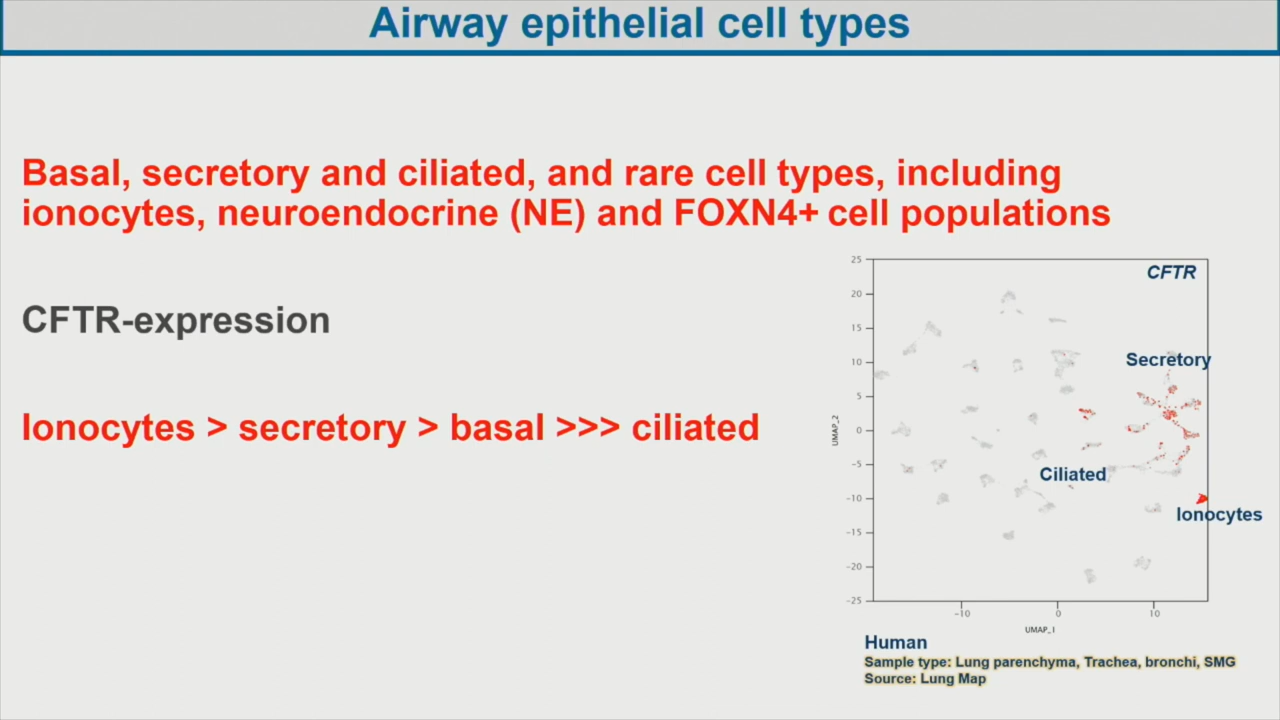 Airway epithelial cell types
Basal, secretory and ciliated, and rare cell types, including
ionocytes, neuroendocrine (NE) and FOXN4+ cell populations
CFTR-expression
Ionocytes > secretory > basal >>> ciliated
CFTR
Secretory
Ciliated
Ionocytes
25
20
15
10
5
0
-5
-10
-15
-20
-25
UMAP_2
-10
0
10
UMAP_1
Human
Sample type: Lung parenchyma, Trachea, bronchi, SMG
Source: Lung Map